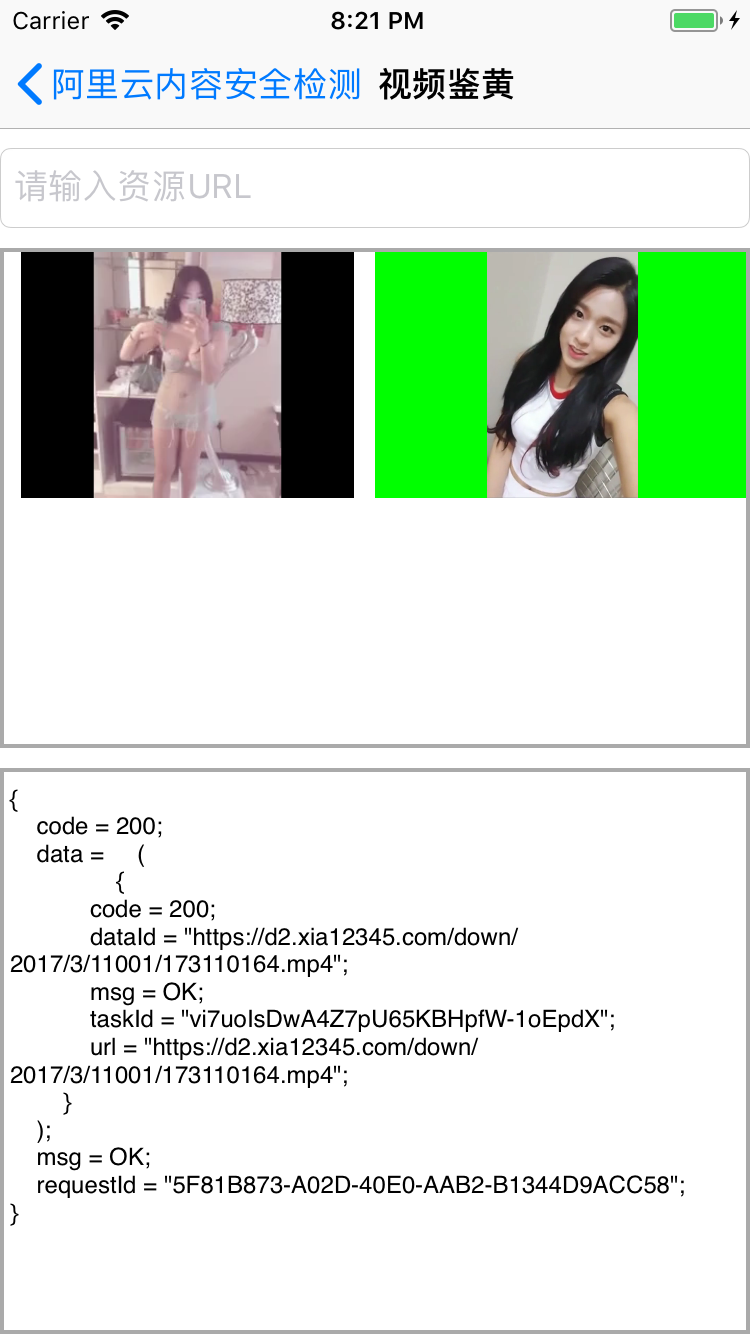 Carrier 8:21 PM
阿里云内容安全检测 视频鉴黄
请输入资源URL
{
code = 200;
data = (
{
code = 200;
dataId = "https://d2.xia12345.com/down/
2017/3/11001/173110164.mp4";
msg = OK;
taskId = "vi7uoIsDwA4Z7pU65KBHpfW-1oEpdX";
url = "https://d2.xia12345.com/down/
2017/3/11001/173110164.mp4";
}
);
msg = OK;
requestId = "5F81B873-A02D-40E0-AAB2-B1344D9ACC58";
}